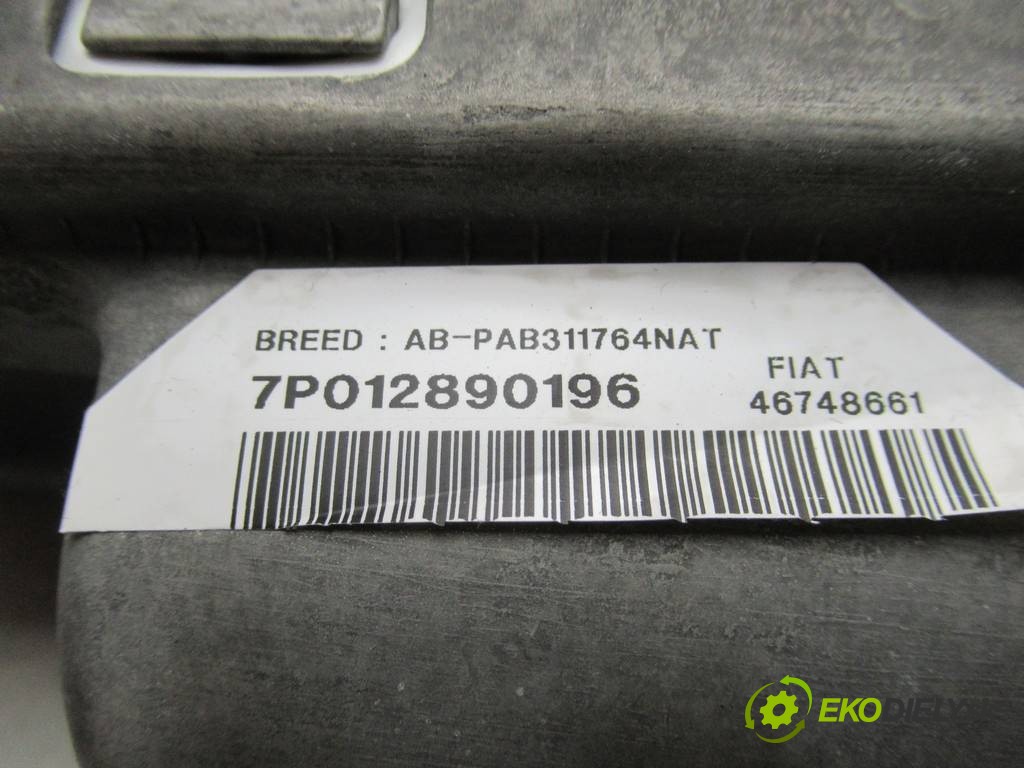 BREED : AB-PAB311764NAT
7P012890196
FIAT
46748661
EKODIELY